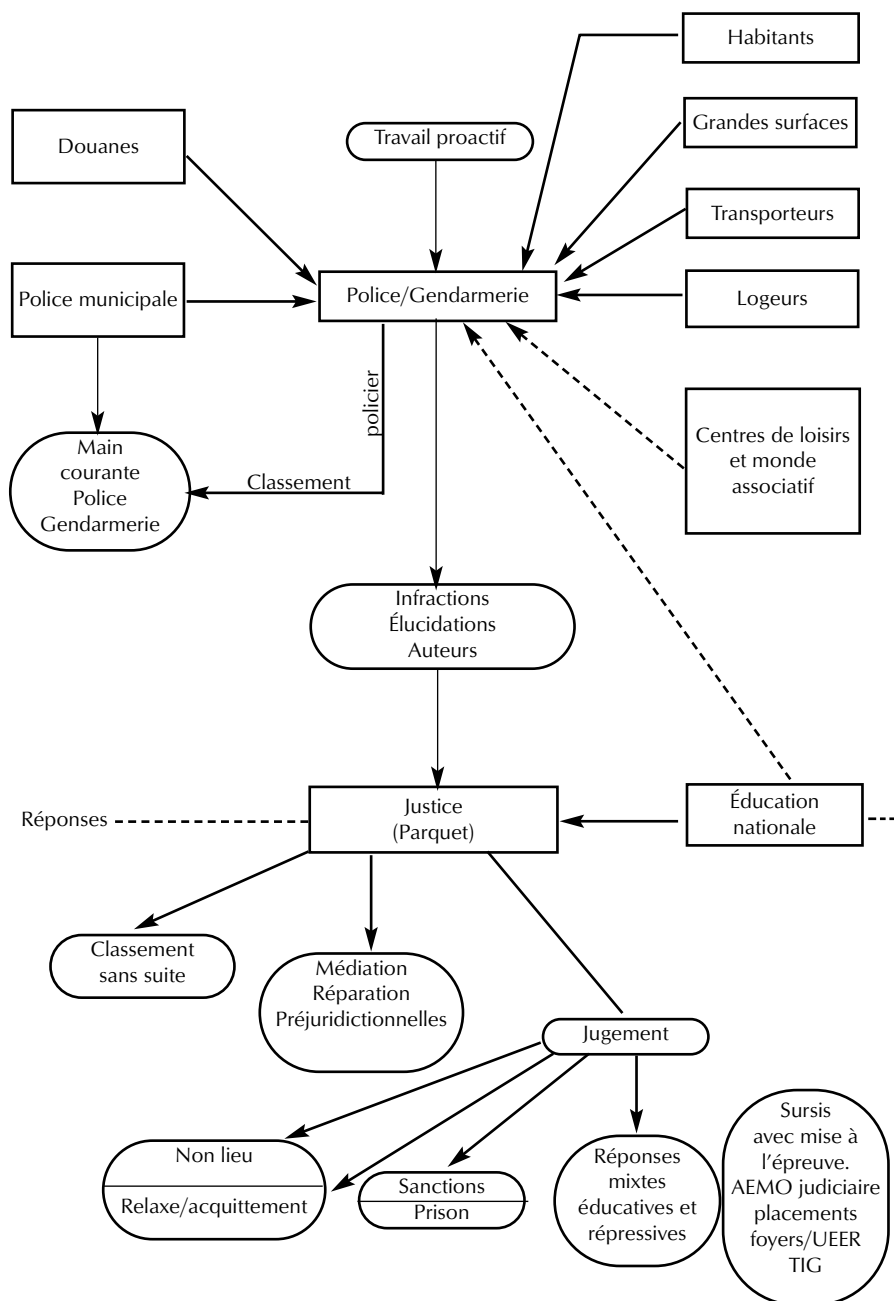 Habitants
Grandes surfaces
Travail proactif
Douanes
Transporteurs
Police municipale
Police/Gendarmerie
Logeurs
policier
Classement
Main
courante
Police
Gendarmerie
Centres de loisirs
et monde
associatif
Infractions
Élucidations
Auteurs
Réponses
Justice
(Parquet)
Éducation
nationale
Classement
sans suite
Médiation
Réparation
Préjuridictionnelles
Jugement
Non lieu
Relaxe/acquittement
Sanctions
Prison
Réponses
mixtes
éducatives et
répressives
Sursis
avec mise à
l'épreuve.
AEMO judiciaire
placements
foyers/UEER
TIG